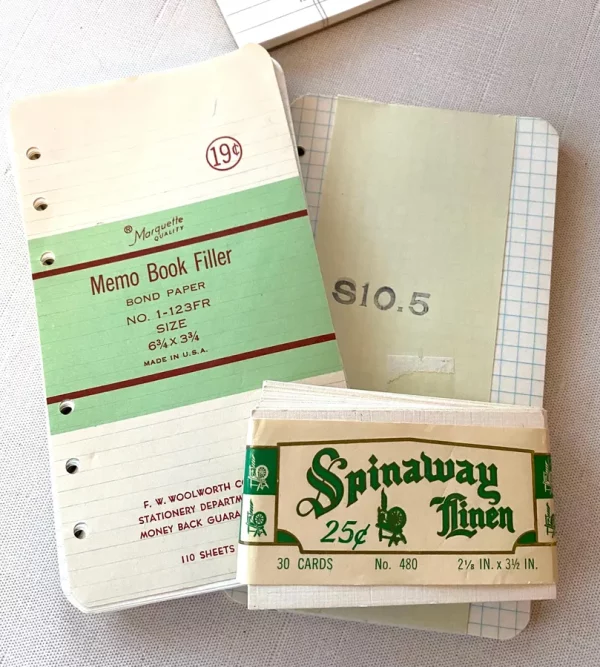 19¢
® Marquette
QUALITY
Memo Book Filler
BOND PAPER
NO. 1-123FR
SIZE
6¾ X 3¾
MADE IN U.S.A.
F. W. WOOLWORTH
STATIONERY
MONEY BACK
110 SHEETS
S10.5
Spinaway
25¢ Linen
30 CARDS No. 480 2⅛ IN. x 3½ IN.